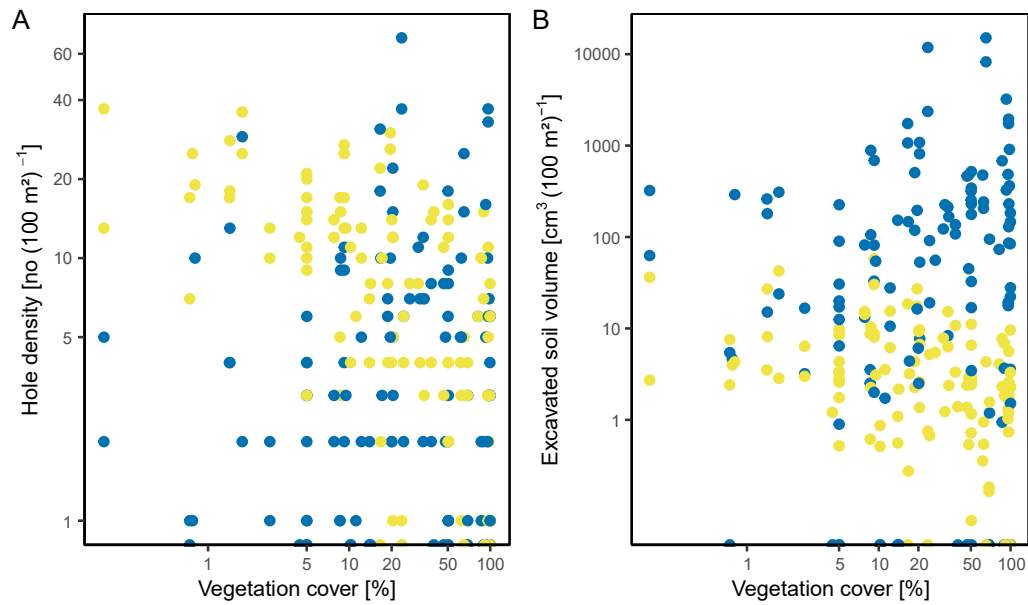 A
Hole density [no (100 m²)⁻¹]
60
40
20
10
5
1
1 5 10 20 50 100
Vegetation cover [%]
B
Excavated soil volume [cm³ (100 m²)⁻¹]
10000
1000
100
10
1
1 5 10 20 50 100
Vegetation cover [%]